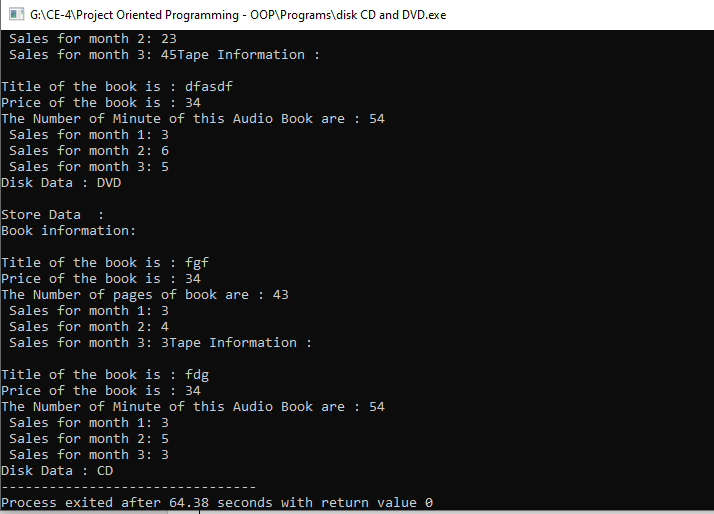 G:\CE-4\Project Oriented Programming - OOP\Programs\disk CD and DVD.exe
Sales for month 2: 23
Sales for month 3: 45Tape Information :
Title of the book is : dfasdf
Price of the book is : 34
The Number of Minute of this Audio Book are : 54
Sales for month 1: 3
Sales for month 2: 6
Sales for month 3: 5
Disk Data : DVD
Store Data  :
Book information:
Title of the book is : fgf
Price of the book is : 34
The Number of pages of book are : 43
Sales for month 1: 3
Sales for month 2: 4
Sales for month 3: 3Tape Information :
Title of the book is : fdg
Price of the book is : 34
The Number of Minute of this Audio Book are : 54
Sales for month 1: 3
Sales for month 2: 5
Sales for month 3: 3
Disk Data : CD
--------------------------------
Process exited after 64.38 seconds with return value 0